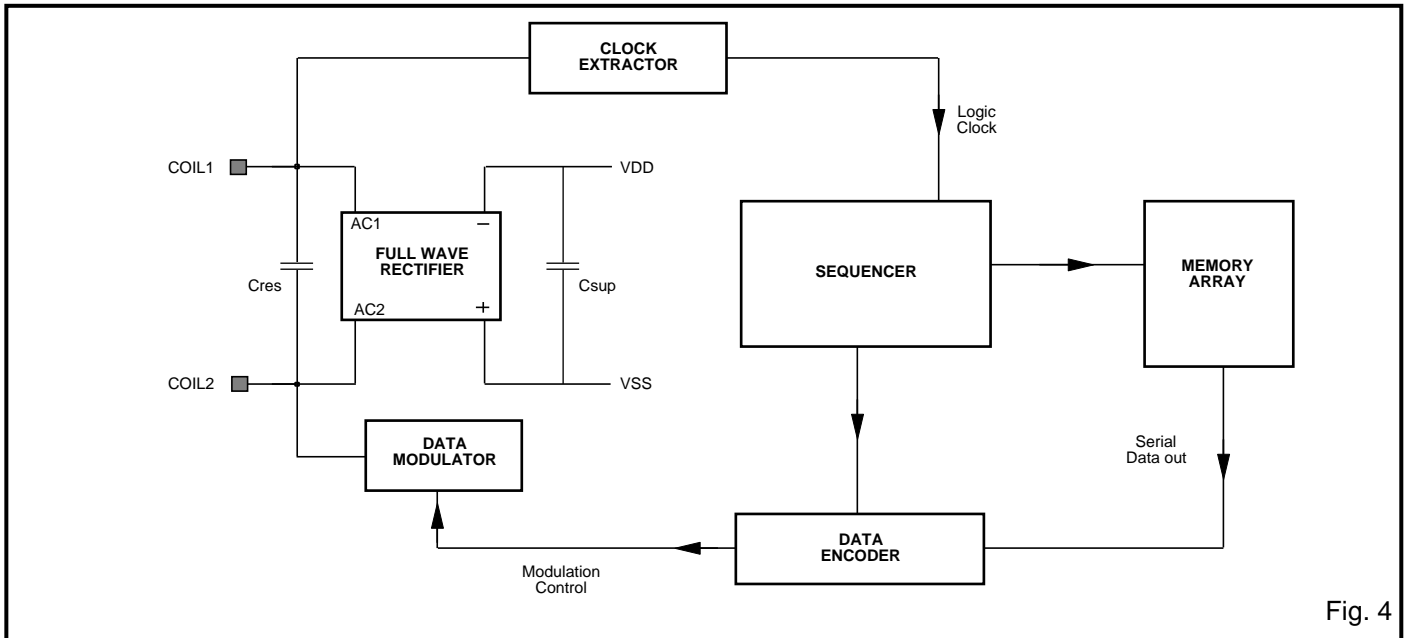 CLOCK
EXTRACTOR
Logic
Clock
COIL1
VDD
AC1
−
FULL WAVE
RECTIFIER
Cres
Csup
AC2
+
SEQUENCER
MEMORY
ARRAY
COIL2
VSS
DATA
MODULATOR
Serial
Data out
DATA
ENCODER
Modulation
Control
Fig. 4